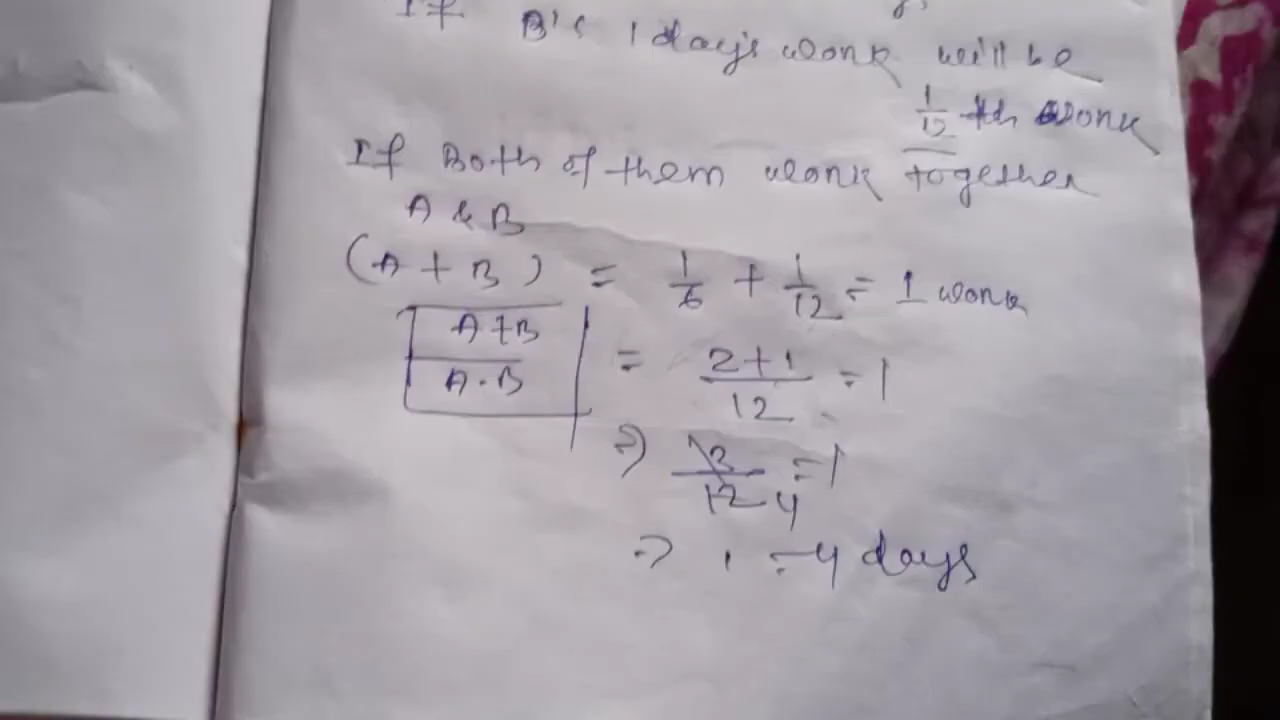 If B's 1 day's work will be
1/12 th work
If Both of them work together
A & B
(A + B) = 1/6 + 1/12 = 1 work
A+B / A·B = 2+1 / 12 = 1
⇒ 3/12 4 = 1
⇒ 1 = 4 days